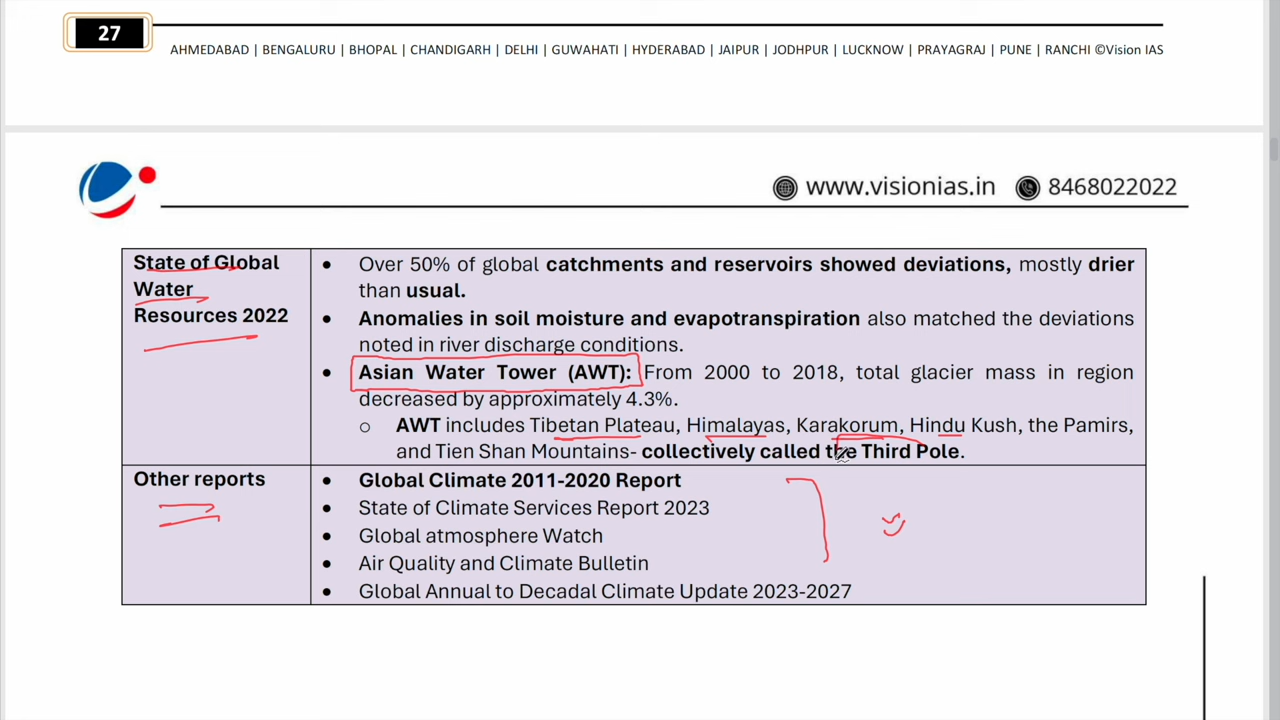 27
AHMEDABAD | BENGALURU | BHOPAL | CHANDIGARH | DELHI | GUWAHATI | HYDERABAD | JAIPUR | JODHPUR | LUCKNOW | PRAYAGRAJ | PUNE | RANCHI ©Vision IAS
www.visionias.in 8468022022
State of Global
Water
Resources 2022
• Over 50% of global catchments and reservoirs showed deviations, mostly drier
than usual.
• Anomalies in soil moisture and evapotranspiration also matched the deviations
noted in river discharge conditions.
• Asian Water Tower (AWT): From 2000 to 2018, total glacier mass in region
decreased by approximately 4.3%.
o AWT includes Tibetan Plateau, Himalayas, Karakorum, Hindu Kush, the Pamirs,
and Tien Shan Mountains- collectively called the Third Pole.
Other reports
• Global Climate 2011-2020 Report
• State of Climate Services Report 2023
• Global atmosphere Watch
• Air Quality and Climate Bulletin
• Global Annual to Decadal Climate Update 2023-2027